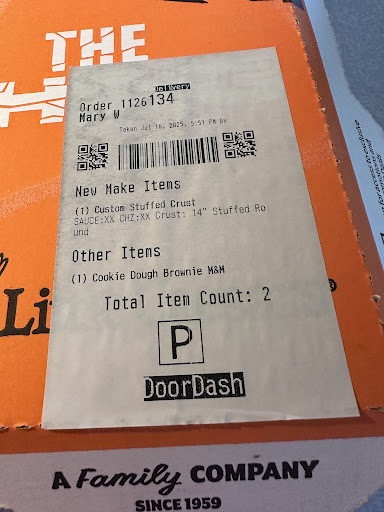 THE
Delivery
Order 1126134
Mary W
Taken Jul 16, 2025, 5:51 PM by
New Make Items
(1) Custom Stuffed Crust
SAUCE:XX CHZ:XX Crust: 14" Stuffed Ro
und
Other Items
(1) Cookie Dough Brownie M&M
Total Item Count: 2
P
DoorDash
Li
®
A Family COMPANY
SINCE 1959